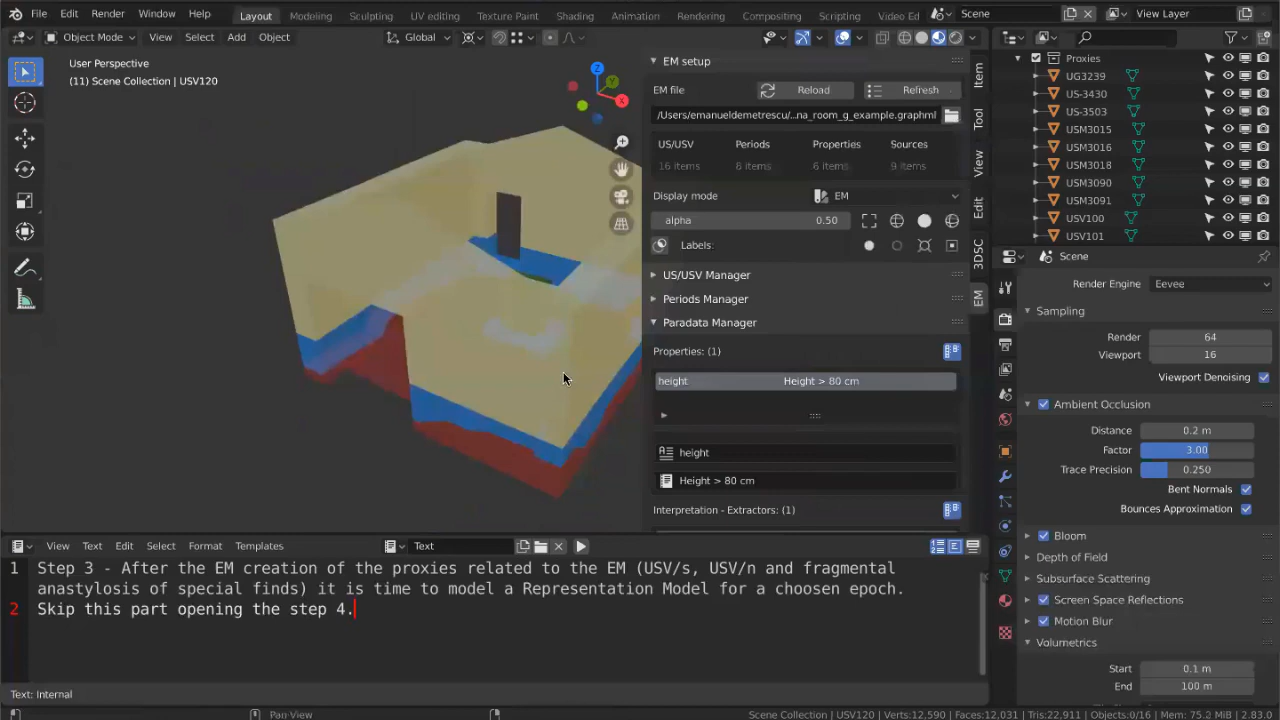 File Edit Render Window Help Layout Modeling Sculpting UV editing Texture Paint Shading Animation Rendering Compositing Scripting Video Ed Scene View Layer
Object Mode View Select Add Object Global
User Perspective
(11) Scene Collection | USV120
Z
Y
X
EM setup
EM file Reload Refresh
/Users/emanueldemetrescu/...na_room_g_example.graphml
US/USV Periods Properties Sources
16 items 6 items 6 items 9 items
Display mode EM
alpha 0.50
Labels:
US/USV Manager
Periods Manager
Paradata Manager
Properties: (1)
height Height > 80 cm
height
Height > 80 cm
Interpretation - Extractors: (1)
Item
Tool
View
Edit
3DSC
EM
Proxies
UG3239
US-3430
US-3503
USM3015
USM3016
USM3018
USM3090
USM3091
USV100
USV101
Scene
Render Engine Eevee
Sampling
Render 64
Viewport 16
Viewport Denoising
Ambient Occlusion
Distance 0.2 m
Factor 3.00
Trace Precision 0.250
Bent Normals
Bounces Approximation
Bloom
Depth of Field
Subsurface Scattering
Screen Space Reflections
Motion Blur
Volumetrics
Start 0.1 m
End 100 m
View Text Edit Select Format Templates Text
1 Step 3 - After the EM creation of the proxies related to the EM (USV/s, USV/n and fragmental
anastylosis of special finds) it is time to model a Representation Model for a choosen epoch.
2 Skip this part opening the step 4.
Text: Internal
Pan View Scene Collection | USV120 | Verts:12,590 | Faces:12,031 | Tris:22,911 | Objects:0/16 | Mem: 75.2 MiB | 2.83.0